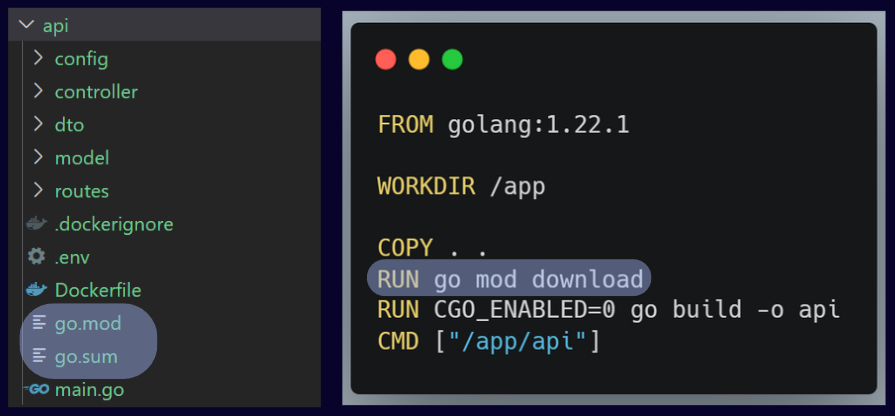 api
config
controller
dto
model
routes
.dockerignore
.env
Dockerfile
go.mod
go.sum
GO main.go
FROM golang:1.22.1
WORKDIR /app
COPY . .
RUN go mod download
RUN CGO_ENABLED=0 go build -o api
CMD ["/app/api"]